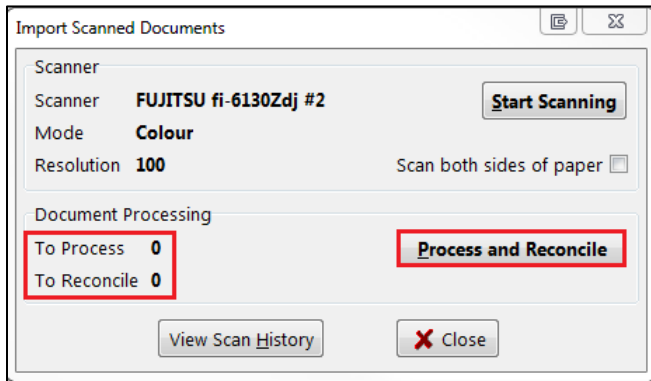 Import Scanned Documents
Scanner
Scanner FUJITSU fi-6130Zdj #2
Start Scanning
Mode Colour
Resolution 100
Scan both sides of paper
Document Processing
To Process 0
Process and Reconcile
To Reconcile 0
View Scan History
Close